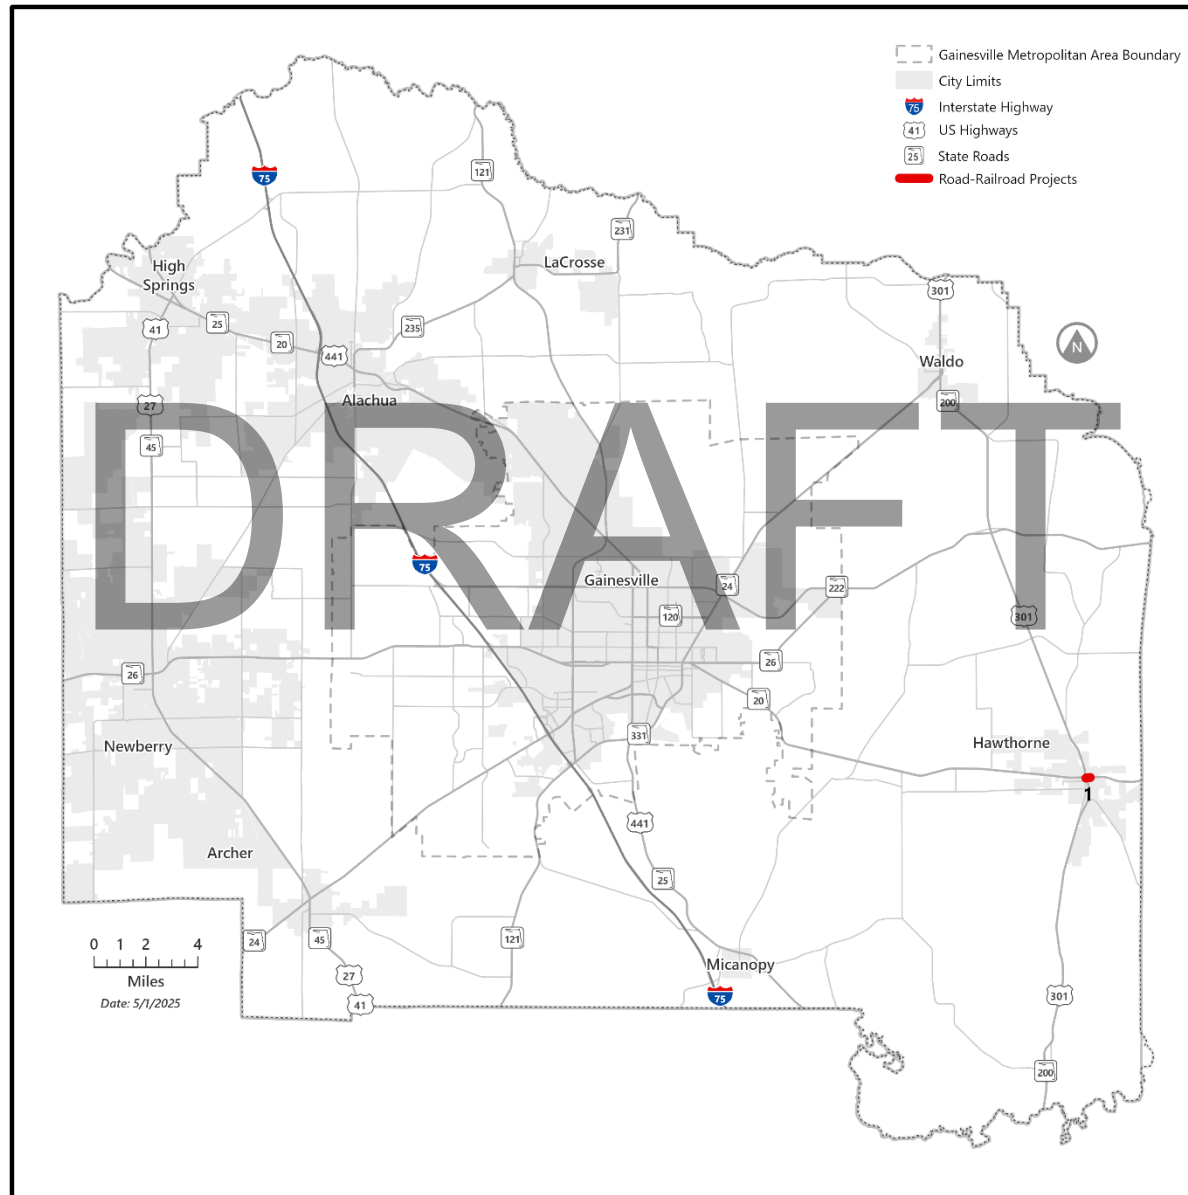 Gainesville Metropolitan Area Boundary
City Limits
75 Interstate Highway
41 US Highways
25 State Roads
Road-Railroad Projects
75
121
231
High
Springs
LaCrosse
301
41
25
20
441
235
N
Waldo
Alachua
27
200
45
DRAFT
75
Gainesville
24
222
120
301
26
26
20
331
Newberry
Hawthorne
1
441
Archer
25
24
45
121
0 1 2 4
Miles
Date: 5/1/2025
27
41
Micanopy
75
301
200